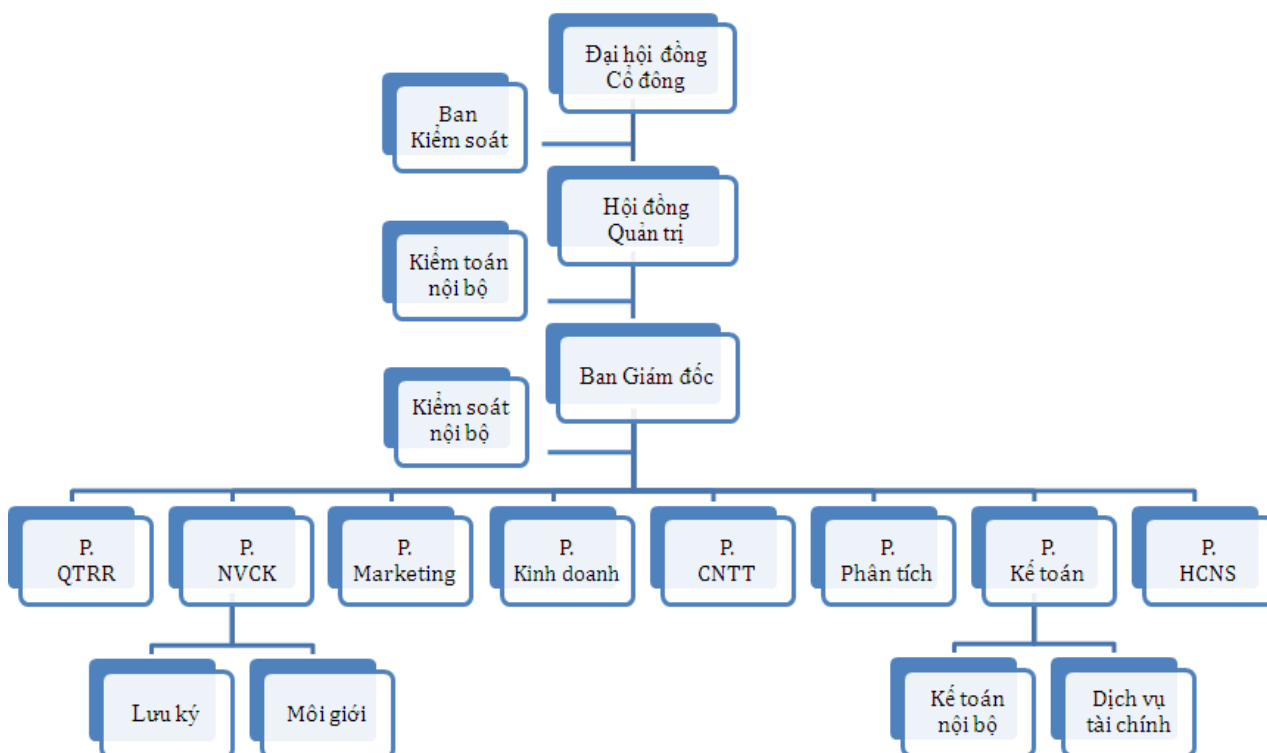 Đại hội đồng
Cổ đông
Ban
Kiểm soát
Hội đồng
Quản trị
Kiểm toán
nội bộ
Ban Giám đốc
Kiểm soát
nội bộ
P.
QTRR
P.
NVCK
P.
Marketing
P.
Kinh doanh
P.
CNTT
P.
Phân tích
P.
Kế toán
P.
HCNS
Lưu ký
Môi giới
Kế toán
nội bộ
Dịch vụ
tài chính